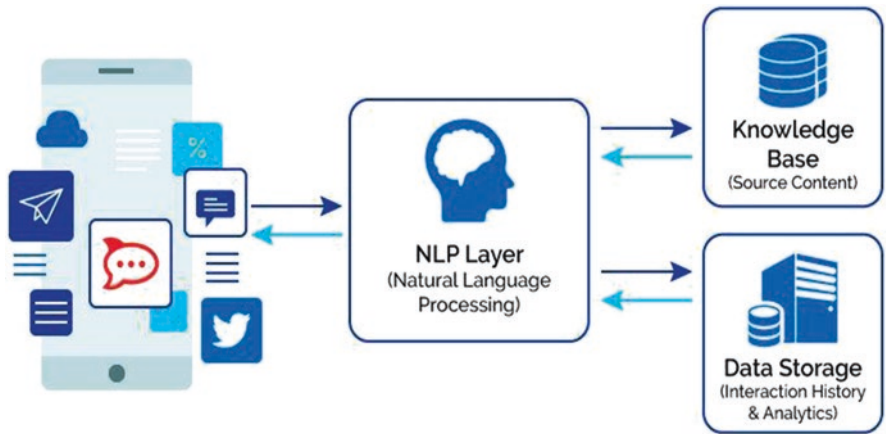 %
NLP Layer
(Natural Language
Processing)
Knowledge
Base
(Source Content)
Data Storage
(Interaction History
& Analytics)